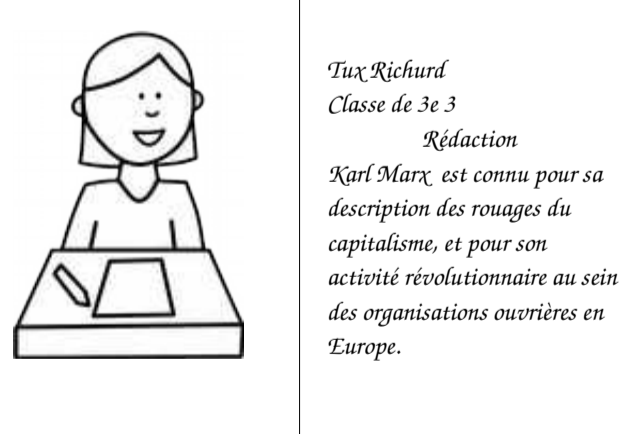 Tux Richurd
Classe de 3e 3
Rédaction
Karl Marx est connu pour sa
description des rouages du
capitalisme, et pour son
activité révolutionnaire au sein
des organisations ouvrières en
Europe.